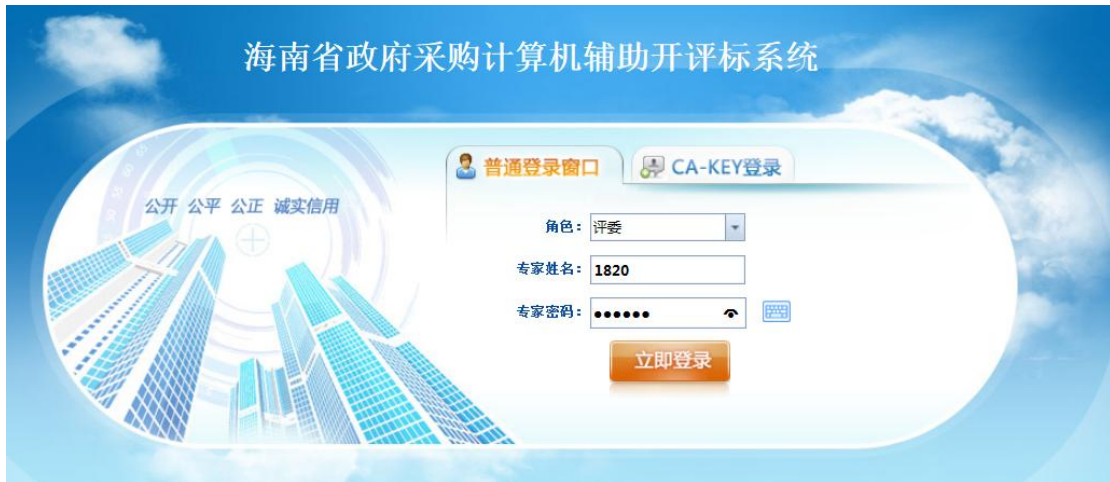 海南省政府采购计算机辅助开评标系统
普通登录窗口
CA-KEY登录
公开 公平 公正 诚实信用
角色：评委
专家姓名：1820
专家密码：••••••
立即登录